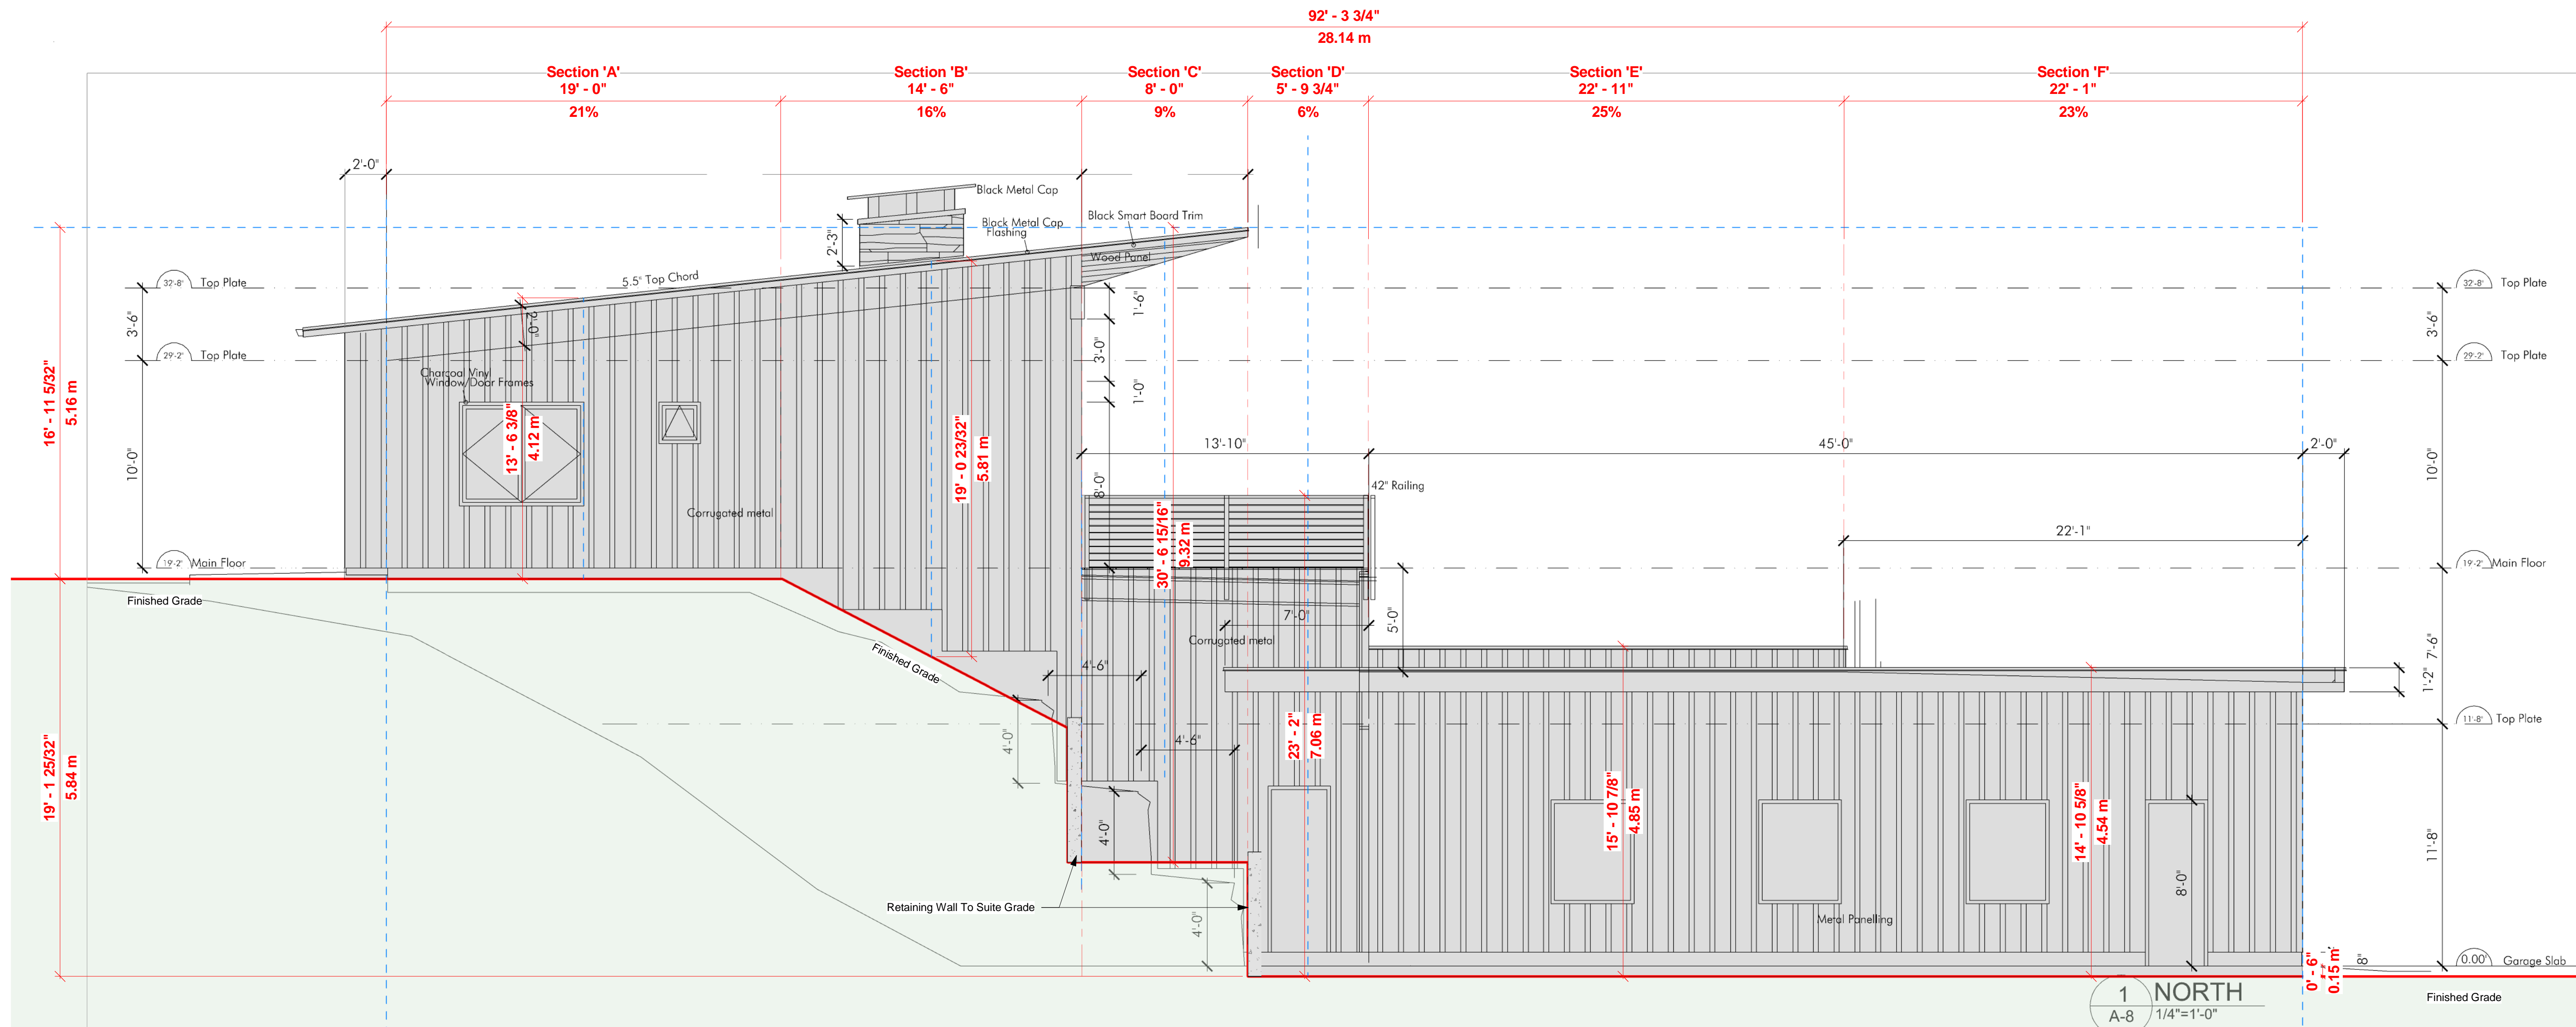 92' - 3 3/4"
28.14 m
Section 'A'
19' - 0"
21%
Section 'B'
14' - 6"
16%
Section 'C'
8' - 0"
9%
Section 'D'
5' - 9 3/4"
6%
Section 'E'
22' - 11"
25%
Section 'F'
22' - 1"
23%
2'-0"
Black Metal Cap
Black Metal Cap
Flashing
Black Smart Board Trim
2'-3"
Wood Panel
5.5" Top Chord
32'-8" Top Plate
32'-8" Top Plate
3'-6"
2'-0"
1'-6"
3'-6"
29'-2" Top Plate
29'-2" Top Plate
3'-0"
1'-0"
Charcoal Vinyl
Window/Door Frames
16' - 11 5/32"
5.16 m
10'-0"
13' - 6 3/8"
4.12 m
19' - 0 23/32"
5.81 m
13'-10"
45'-0"
2'-0"
10'-0"
8'-0"
42" Railing
Corrugated metal
30' - 6 15/16"
9.32 m
22'-1"
19'-2" Main Floor
19'-2" Main Floor
Finished Grade
7'-0"
5'-0"
Corrugated metal
Finished Grade
4'-6"
7'-6"
1'-2"
11'-8" Top Plate
4'-0"
4'-6"
23' - 2"
7.06 m
19' - 1 25/32"
5.84 m
15' - 10 7/8"
4.85 m
14' - 10 5/8"
4.54 m
4'-0"
11'-8"
8'-0"
Retaining Wall To Suite Grade
4'-0"
Metal Panelling
0' - 6"
0.15 m
8"
0.00' Garage Slab
1
A-8
NORTH
1/4"=1'-0"
Finished Grade